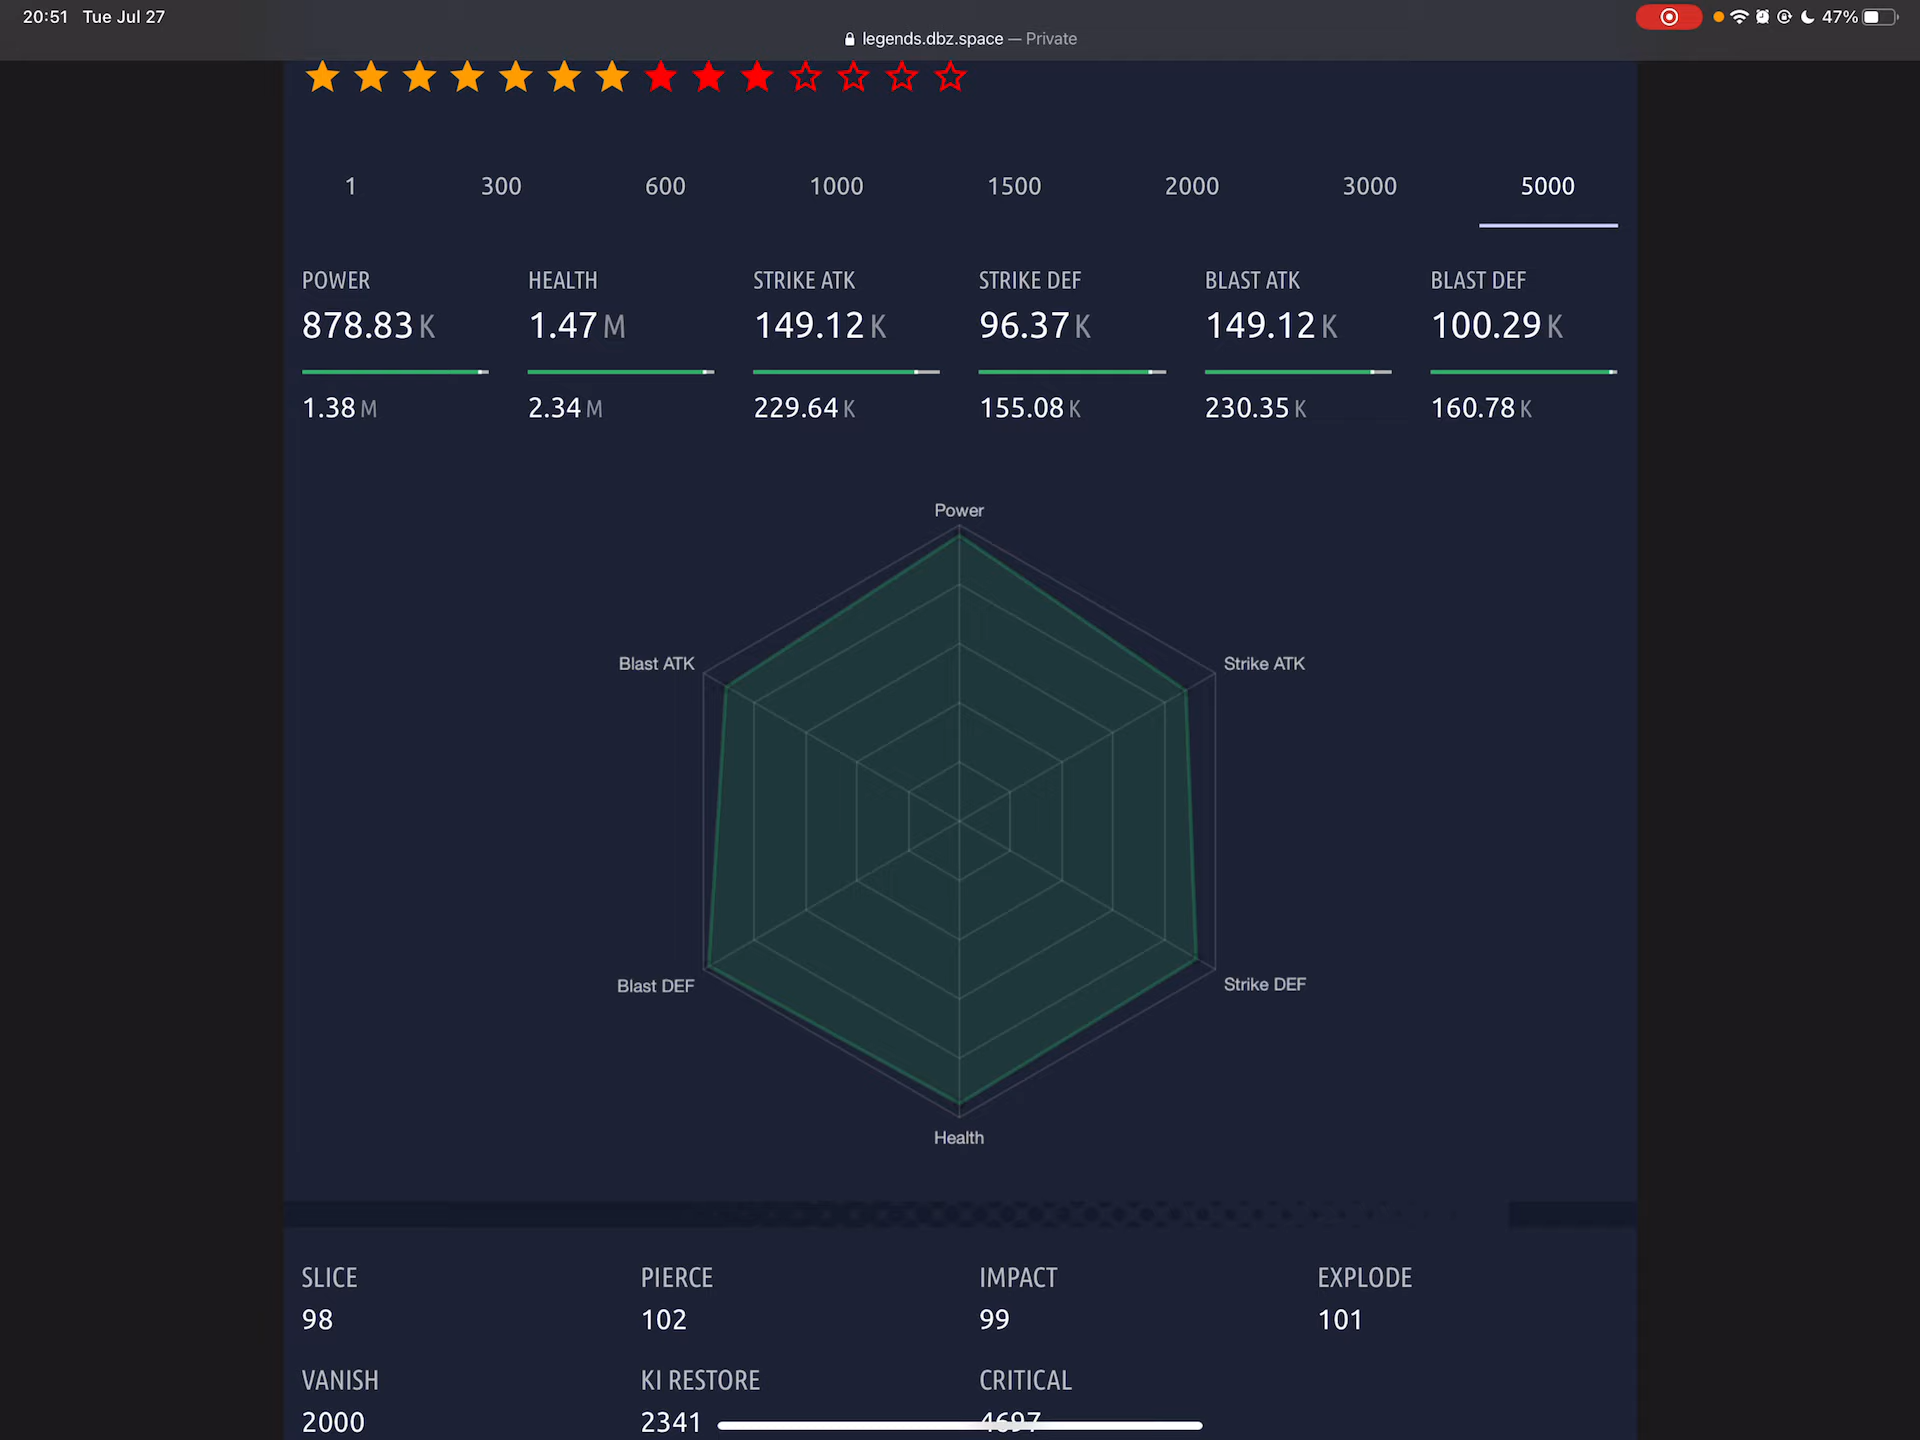 20:51 Tue Jul 27
47%
legends.dbz.space — Private
1 300 600 1000 1500 2000 3000 5000
POWER HEALTH STRIKE ATK STRIKE DEF BLAST ATK BLAST DEF
878.83 K 1.47 M 149.12 K 96.37 K 149.12 K 100.29 K
1.38 M 2.34 M 229.64 K 155.08 K 230.35 K 160.78 K
Power
Blast ATK Strike ATK
Blast DEF Strike DEF
Health
SLICE PIERCE IMPACT EXPLODE
98 102 99 101
VANISH KI RESTORE CRITICAL
2000 2341 4697